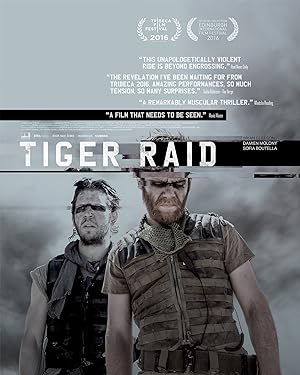 TRIBECA
FILM
FESTIVAL
2016
OFFICIAL SELECTION
EDINBURGH
INTERNATIONAL
FILM FESTIVAL
2016
"THIS UNAPOLOGETICALLY VIOLENT
RIDE IS BEYOND ENGROSSING."
"THE REVELATION I'VE BEEN WAITING FOR FROM
TRIBECA 2016. AMAZING PERFORMANCES, SO MUCH
TENSION, SO MANY SURPRISES."
"A REMARKABLY MUSCULAR THRILLER."
"A FILM THAT NEEDS TO BE SEEN."
TIGER RAID
DAMIEN MOLONY
SOFIA BOUTELLA